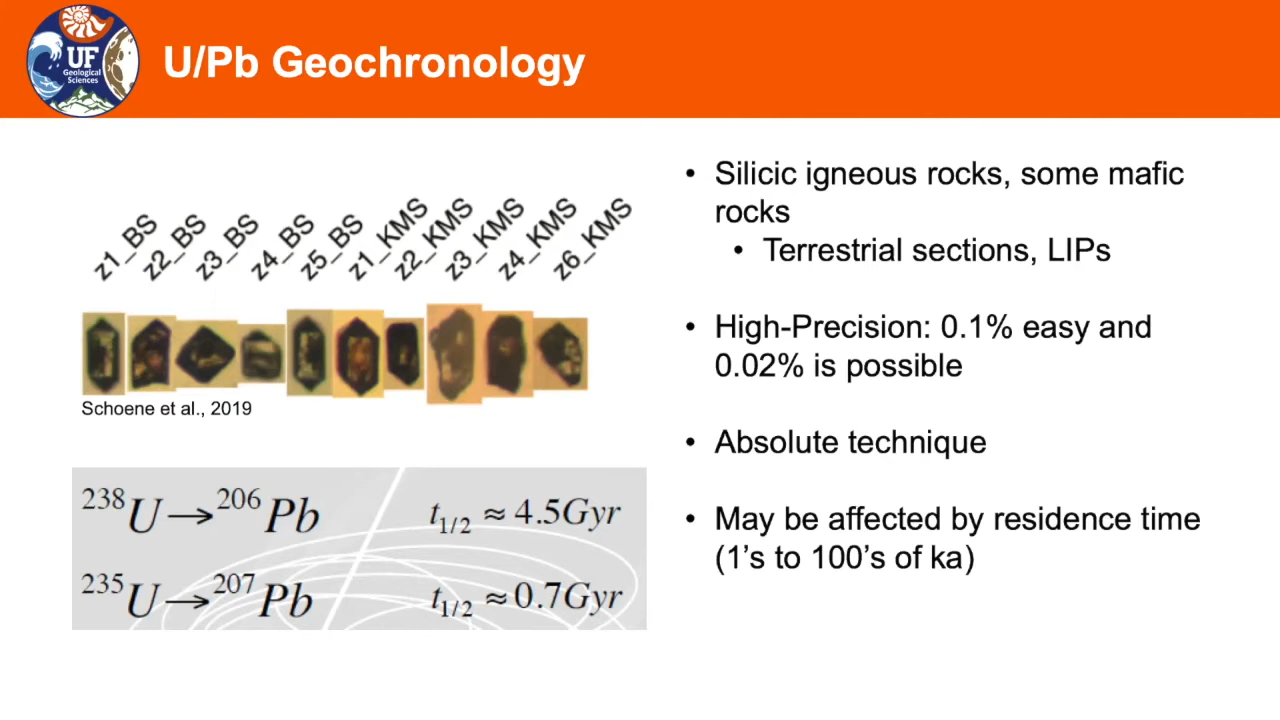 UF
Geological
Sciences
U/Pb Geochronology
z1_BS
z2_BS
z3_BS
z4_BS
z5_BS
z1_KMS
z2_KMS
z3_KMS
z4_KMS
z6_KMS
Schoene et al., 2019
²³⁸U→²⁰⁶Pb t₁/₂ ≈ 4.5Gyr
²³⁵U→²⁰⁷Pb t₁/₂ ≈ 0.7Gyr
• Silicic igneous rocks, some mafic
rocks
• Terrestrial sections, LIPs
• High-Precision: 0.1% easy and
0.02% is possible
• Absolute technique
• May be affected by residence time
(1’s to 100’s of ka)